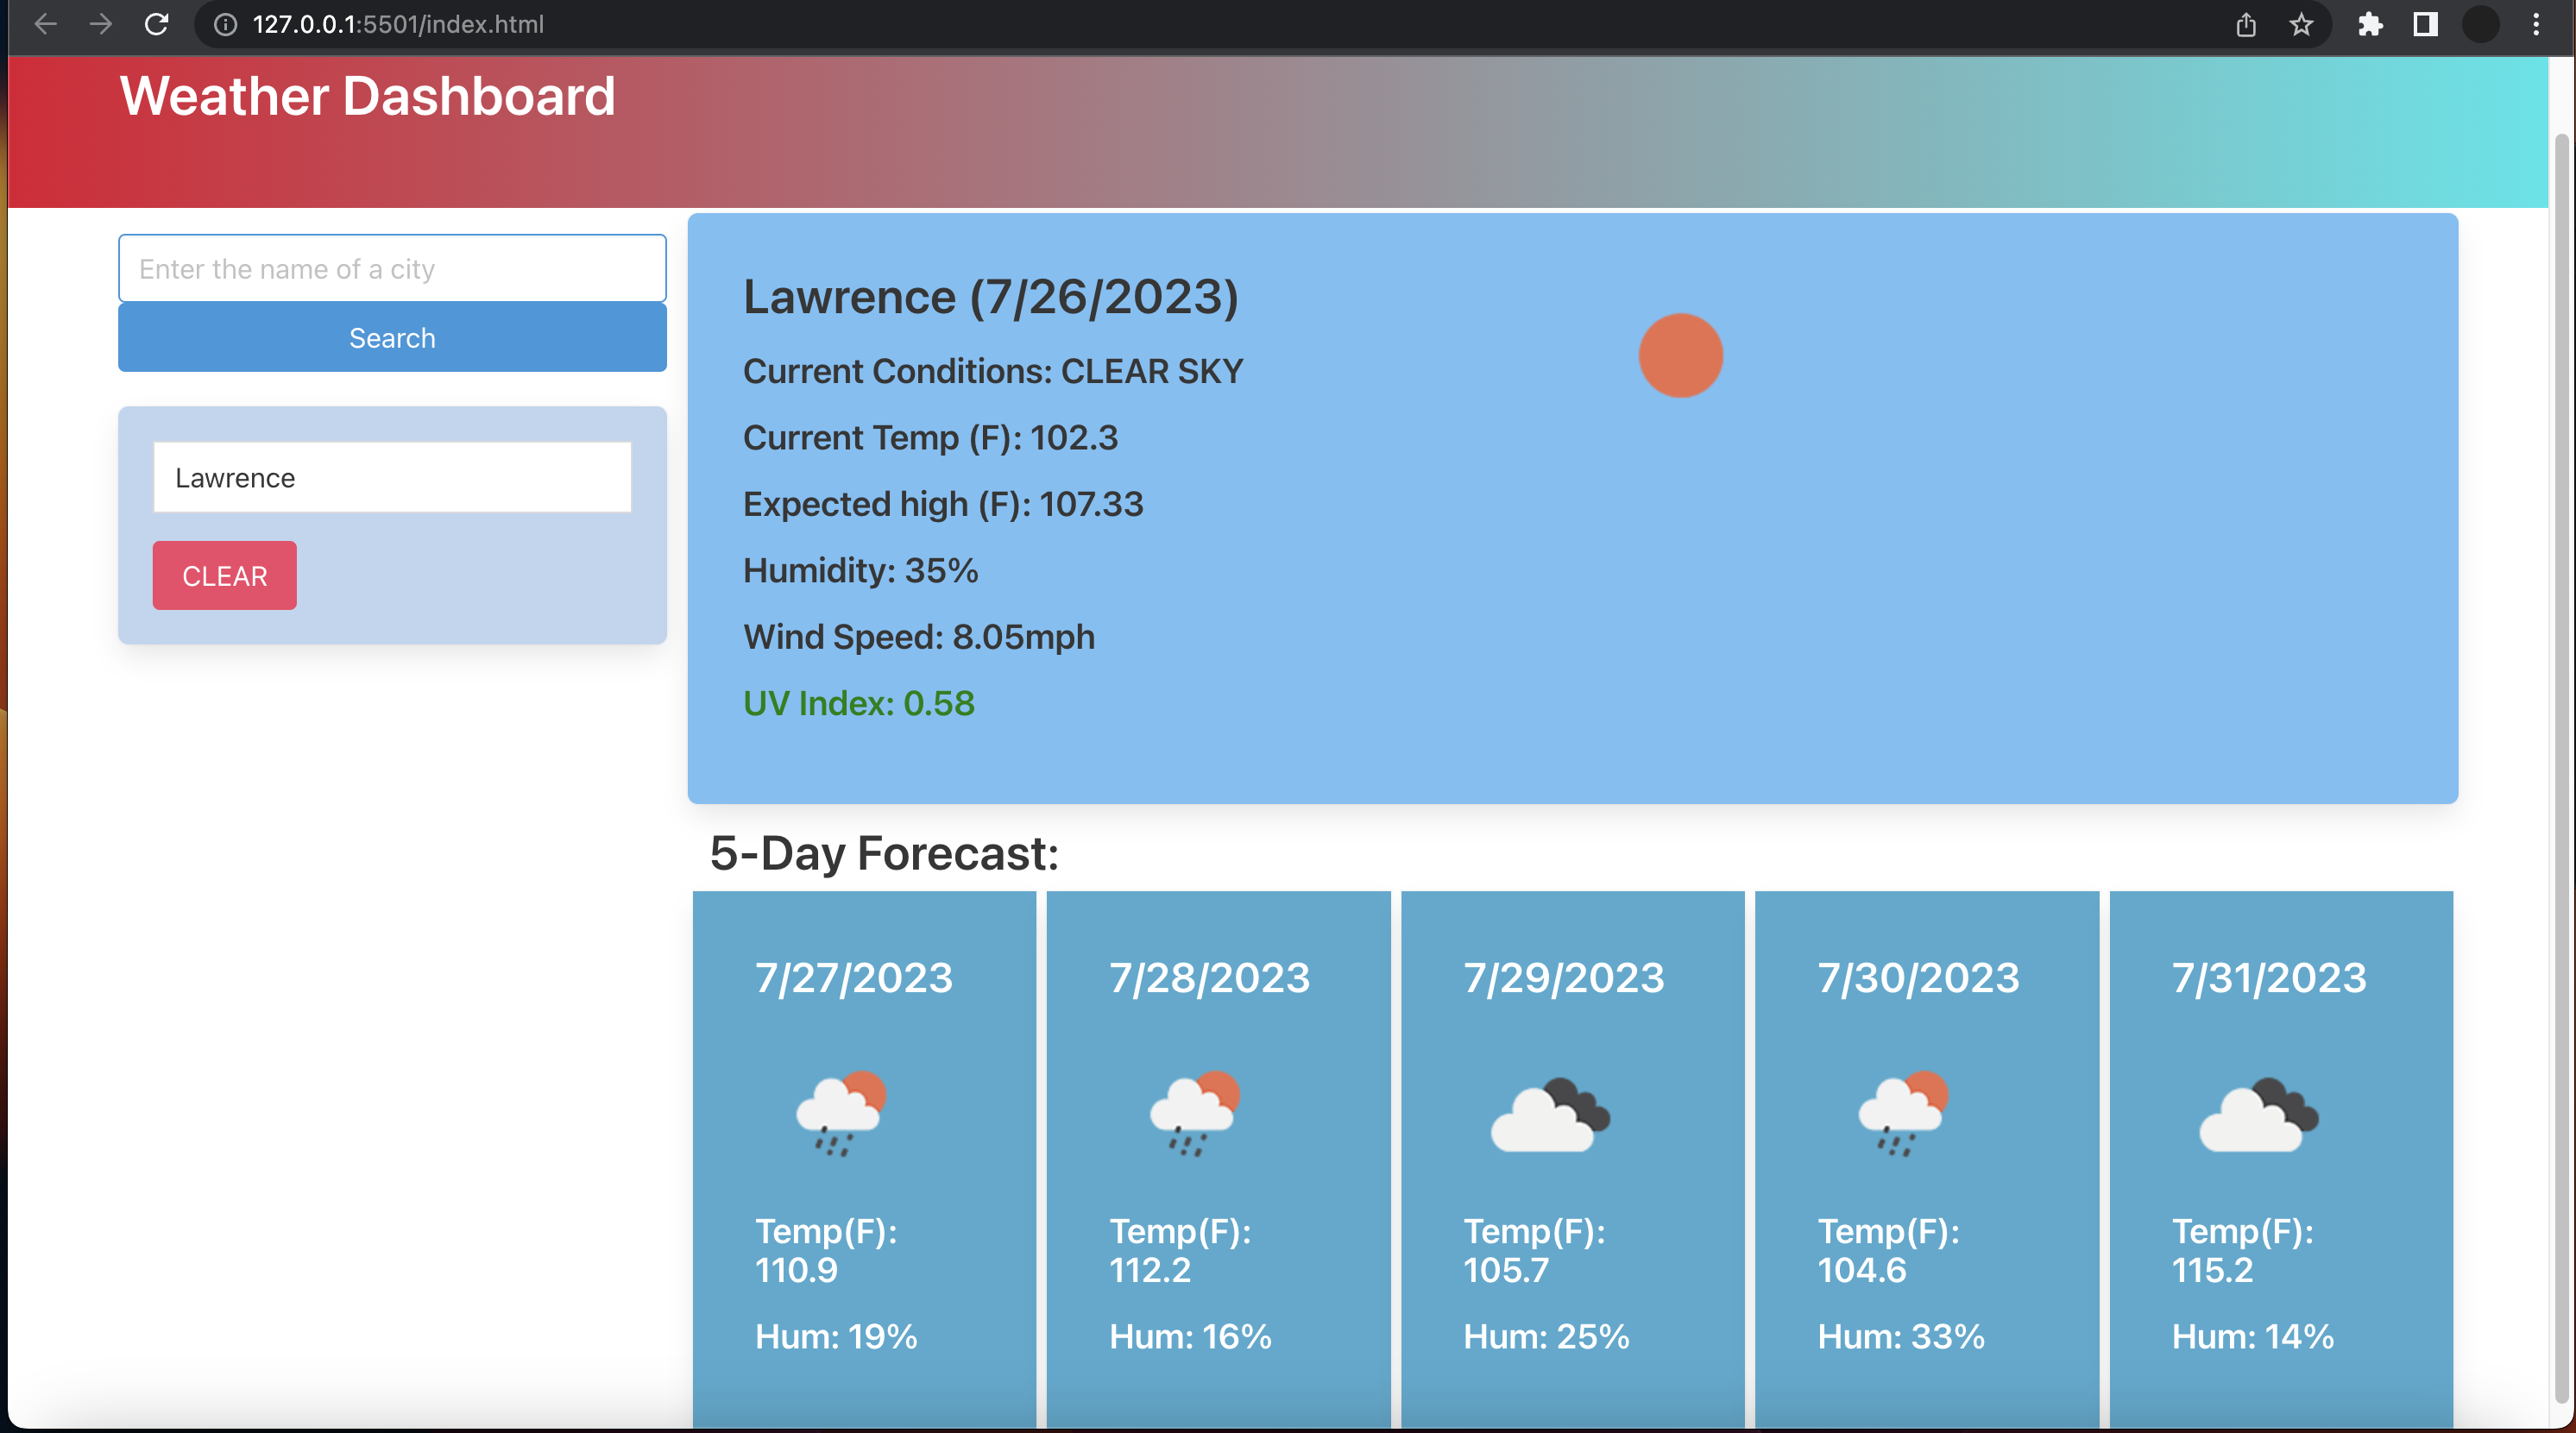 127.0.0.1:5501/index.html
Weather Dashboard
Enter the name of a city
Search
Lawrence
CLEAR
Lawrence (7/26/2023)
Current Conditions: CLEAR SKY
Current Temp (F): 102.3
Expected high (F): 107.33
Humidity: 35%
Wind Speed: 8.05mph
UV Index: 0.58
5-Day Forecast:
7/27/2023
Temp(F):
110.9
Hum: 19%
7/28/2023
Temp(F):
112.2
Hum: 16%
7/29/2023
Temp(F):
105.7
Hum: 25%
7/30/2023
Temp(F):
104.6
Hum: 33%
7/31/2023
Temp(F):
115.2
Hum: 14%